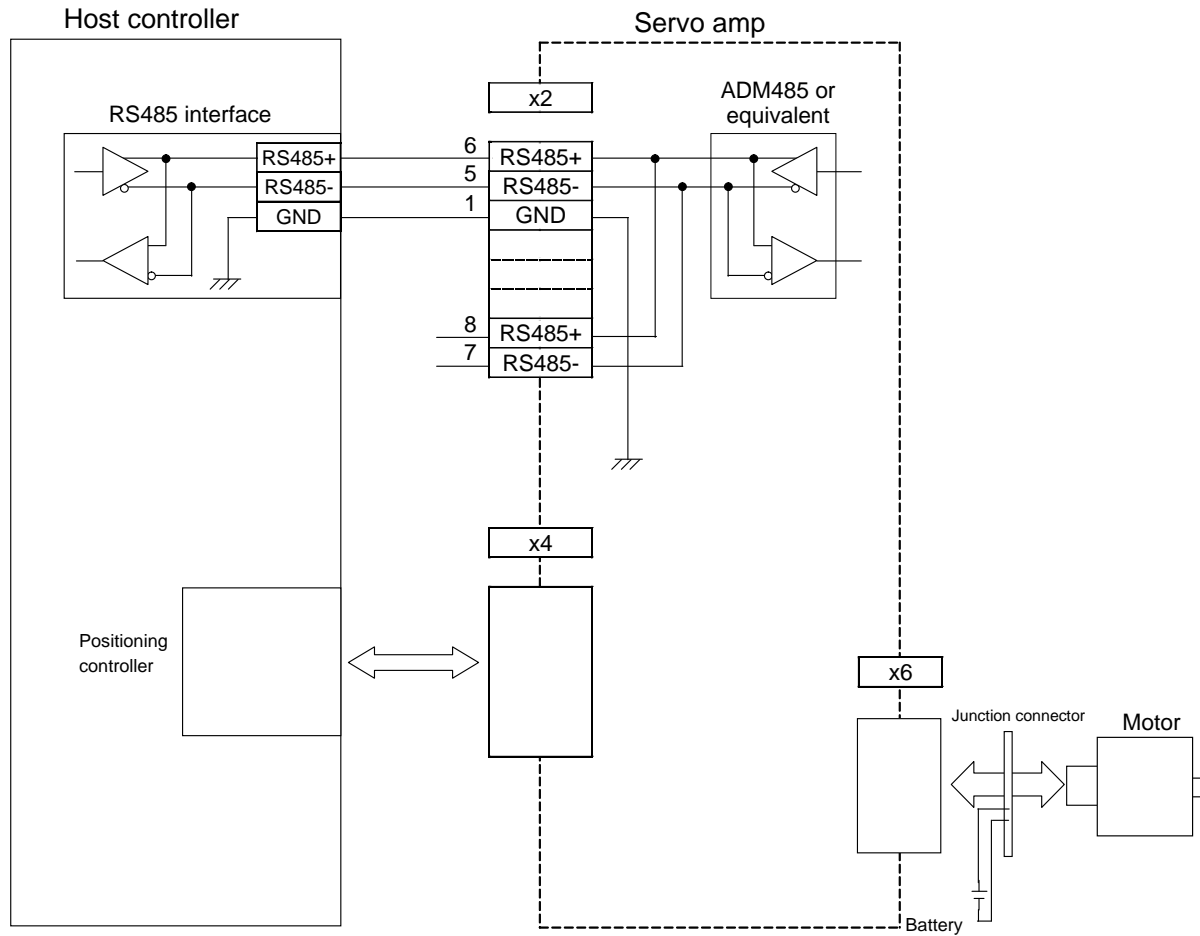 Host controller
Servo amp
x2
ADM485 or
equivalent
RS485 interface
RS485+
6
RS485+
RS485-
5
RS485-
GND
1
GND
8
RS485+
7
RS485-
x4
Positioning
controller
x6
Junction connector
Motor
Battery